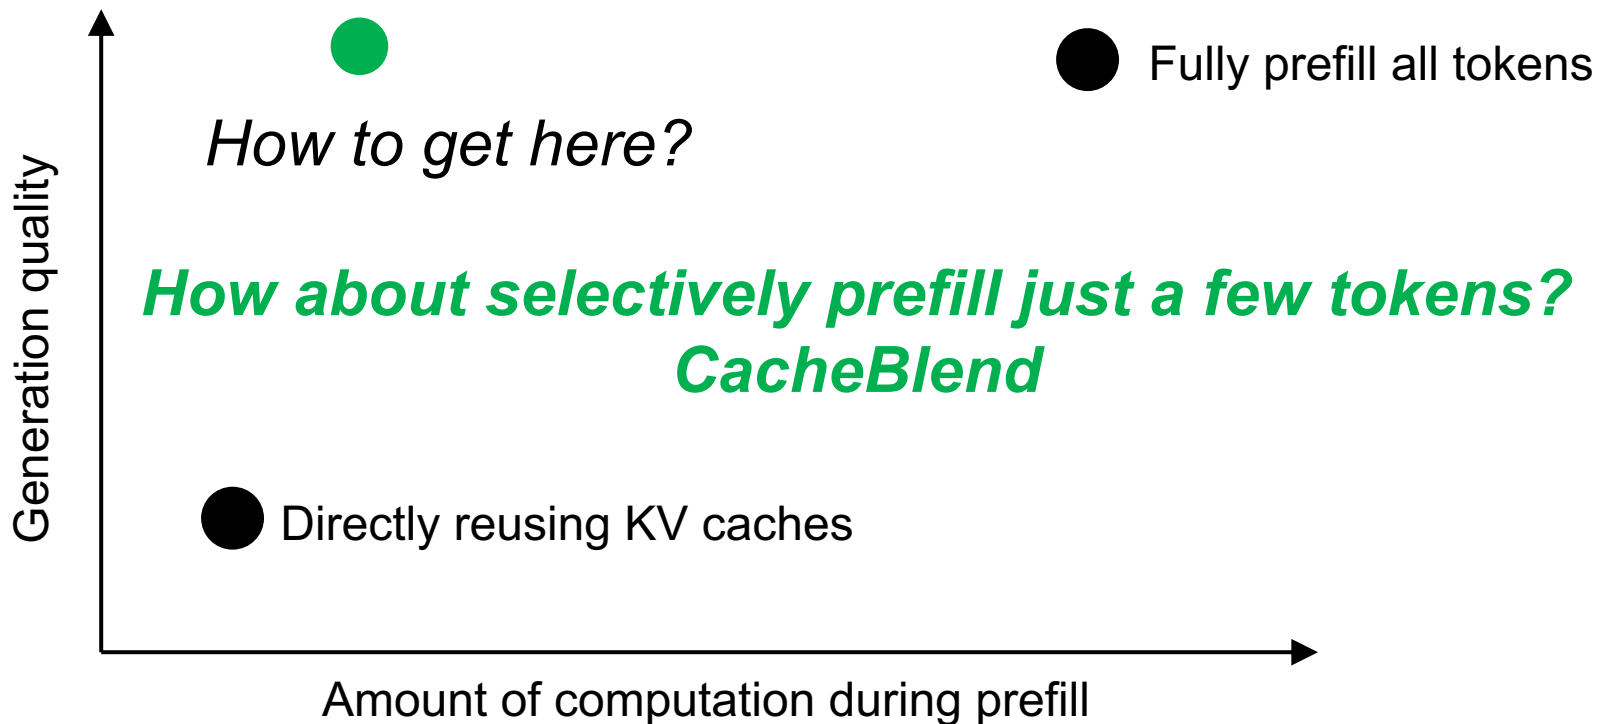 Fully prefill all tokens
How to get here?
How about selectively prefill just a few tokens?
CacheBlend
Generation quality
Directly reusing KV caches
Amount of computation during prefill